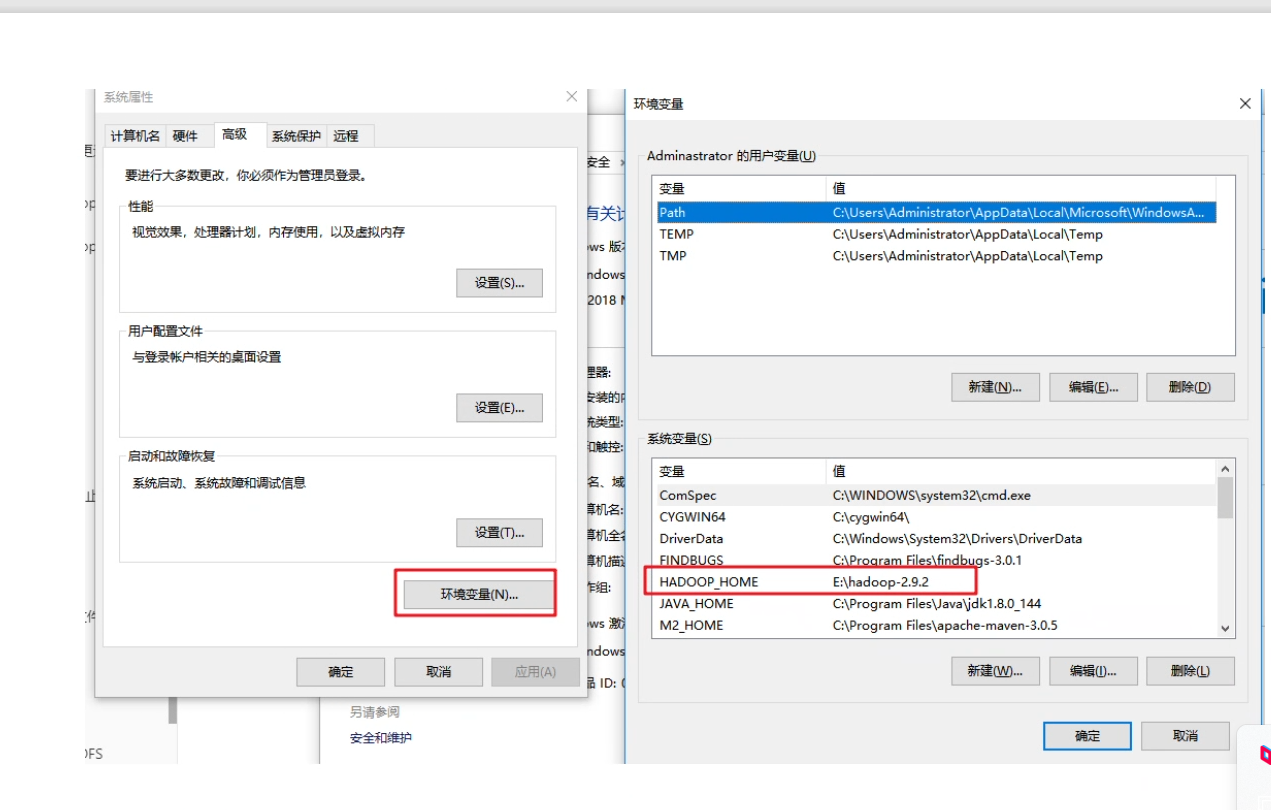 系统属性
计算机名 硬件 高级 系统保护 远程
要进行大多数更改，你必须作为管理员登录。
性能
视觉效果，处理器计划，内存使用，以及虚拟内存
设置(S)...
用户配置文件
与登录帐户相关的桌面设置
设置(E)...
启动和故障恢复
系统启动、系统故障和调试信息
设置(T)...
环境变量(N)...
确定 取消 应用(A)
安全
有关
ws 版
ndows
2018
理器:
安装的
统类型:
和触控:
名、域
算机名:
算机全
算机描
作组:
ws 激
ndows
品 ID:
另请参阅
安全和维护
DFS
环境变量
Adminastrator 的用户变量(U)
变量 值
Path C:\Users\Administrator\AppData\Local\Microsoft\WindowsA...
TEMP C:\Users\Administrator\AppData\Local\Temp
TMP C:\Users\Administrator\AppData\Local\Temp
新建(N)... 编辑(E)... 删除(D)
系统变量(S)
变量 值
ComSpec C:\WINDOWS\system32\cmd.exe
CYGWIN64 C:\cygwin64\
DriverData C:\Windows\System32\Drivers\DriverData
FINDBUGS C:\Program Files\findbugs-3.0.1
HADOOP_HOME E:\hadoop-2.9.2
JAVA_HOME C:\Program Files\Java\jdk1.8.0_144
M2_HOME C:\Program Files\apache-maven-3.0.5
新建(W)... 编辑(I)... 删除(L)
确定 取消